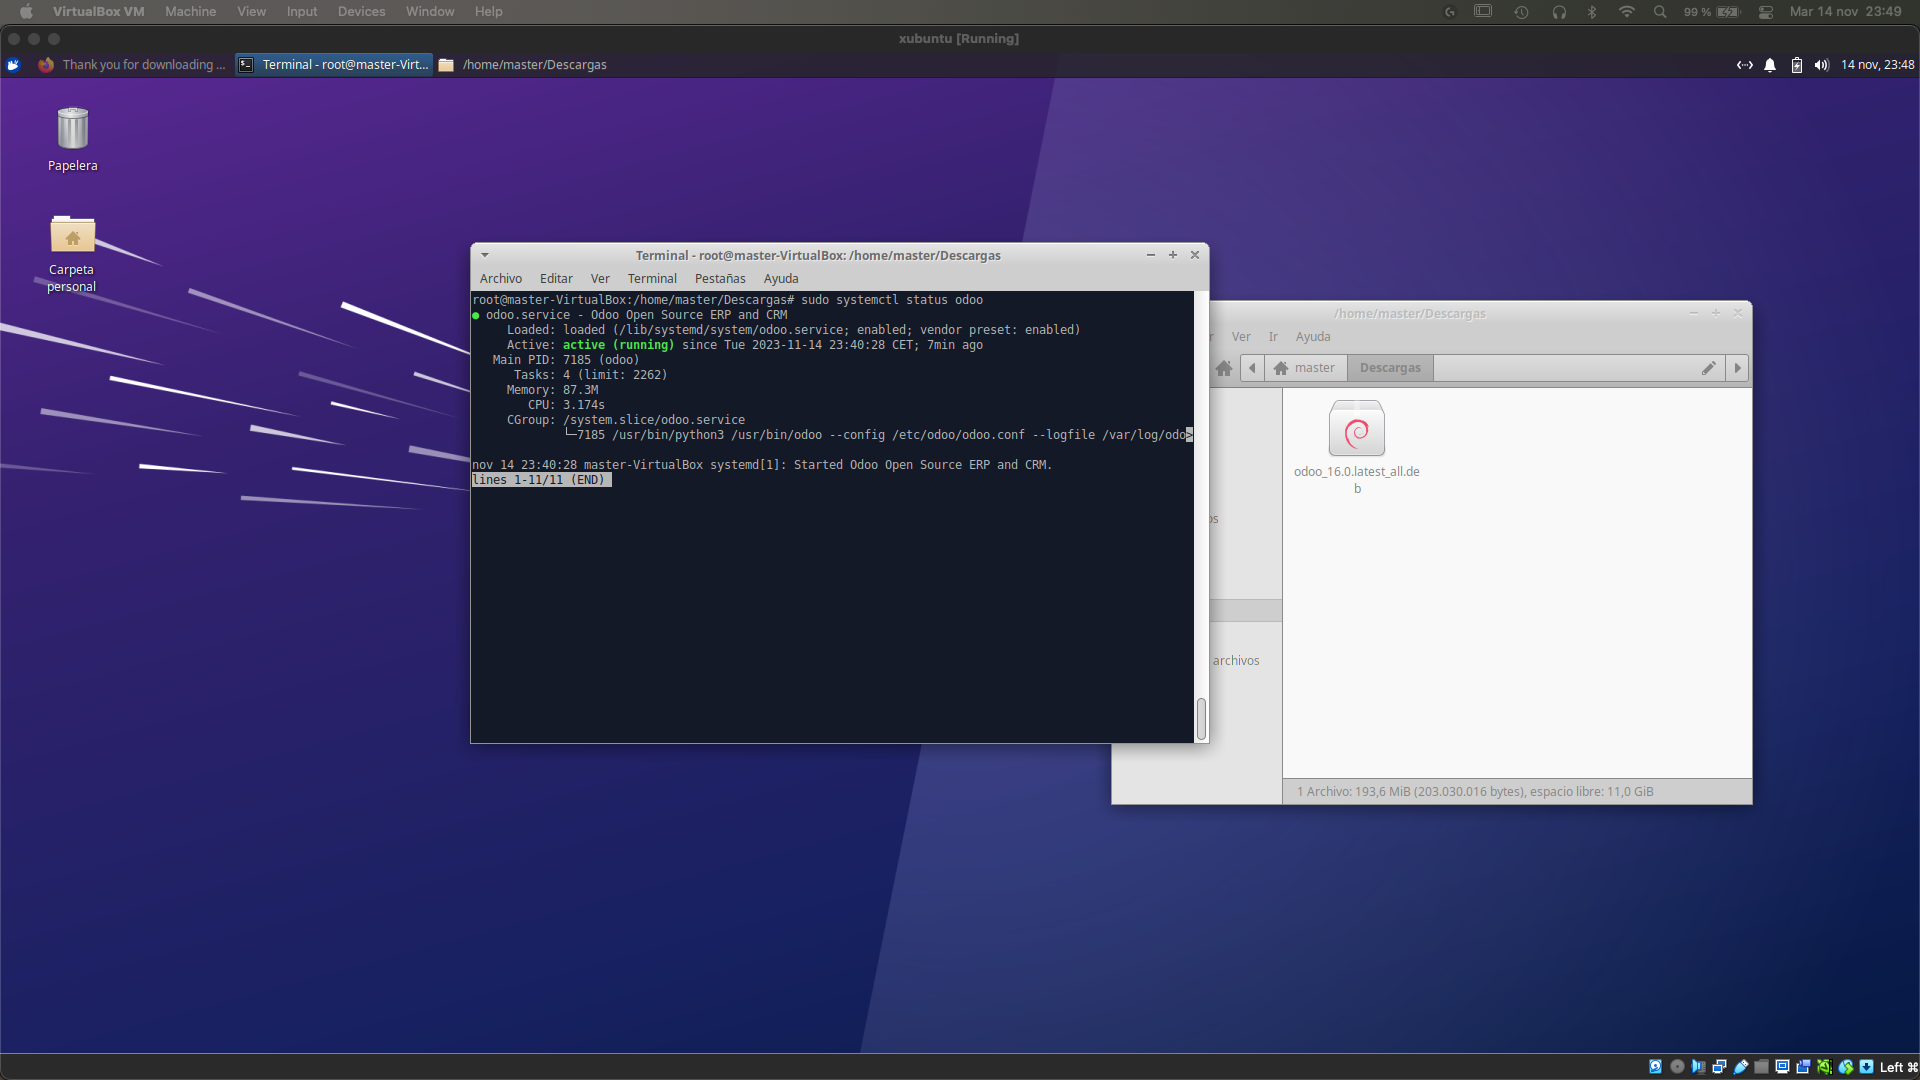 VirtualBox VM Machine View Input Devices Window Help 99 % Mar 14 nov 23:49
xubuntu [Running]
Thank you for downloading ... Terminal - root@master-Virt... /home/master/Descargas 14 nov, 23:48
Papelera
Carpeta
personal
Terminal - root@master-VirtualBox: /home/master/Descargas
Archivo Editar Ver Terminal Pestañas Ayuda
root@master-VirtualBox:/home/master/Descargas# sudo systemctl status odoo
● odoo.service - Odoo Open Source ERP and CRM
Loaded: loaded (/lib/systemd/system/odoo.service; enabled; vendor preset: enabled)
Active: active (running) since Tue 2023-11-14 23:40:28 CET; 7min ago
Main PID: 7185 (odoo)
Tasks: 4 (limit: 2262)
Memory: 87.3M
CPU: 3.174s
CGroup: /system.slice/odoo.service
└─7185 /usr/bin/python3 /usr/bin/odoo --config /etc/odoo/odoo.conf --logfile /var/log/odo>
nov 14 23:40:28 master-VirtualBox systemd[1]: Started Odoo Open Source ERP and CRM.
lines 1-11/11 (END)
/home/master/Descargas
r Ver Ir Ayuda
master Descargas
odoo_16.0.latest_all.de
b
os
archivos
1 Archivo: 193,6 MiB (203.030.016 bytes), espacio libre: 11,0 GiB
Left ⌘